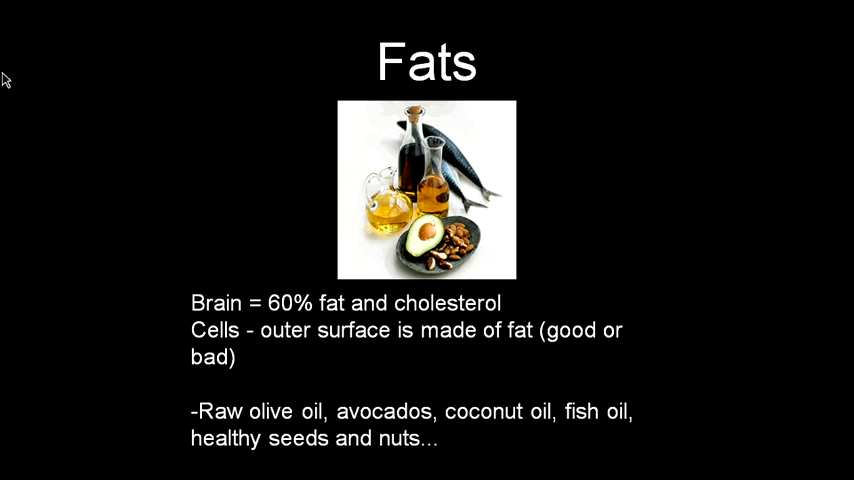 Fats
Brain = 60% fat and cholesterol
Cells - outer surface is made of fat (good or
bad)
-Raw olive oil, avocados, coconut oil, fish oil,
healthy seeds and nuts...